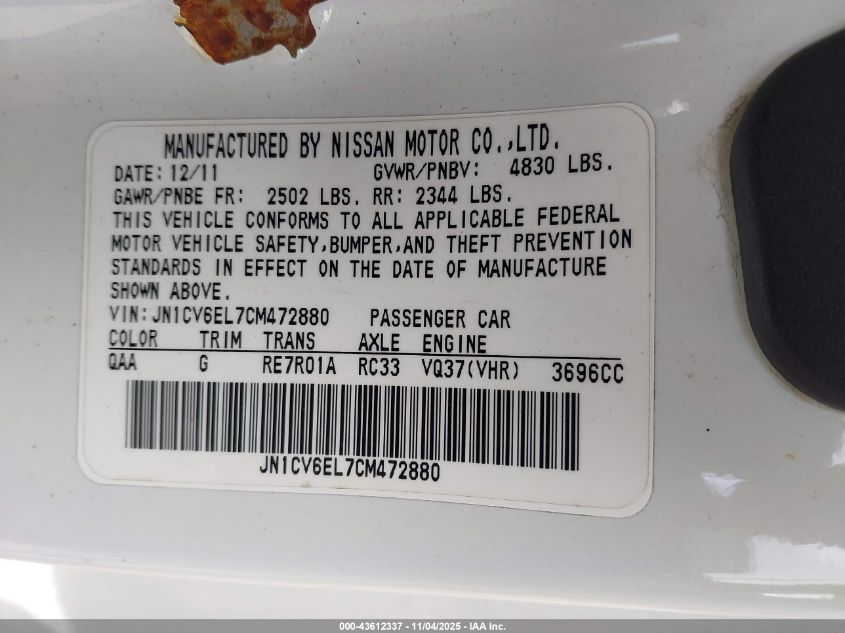 MANUFACTURED BY NISSAN MOTOR CO.,LTD.
DATE: 12/11 GVWR/PNBV: 4830 LBS.
GAWR/PNBE FR: 2502 LBS. RR: 2344 LBS.
THIS VEHICLE CONFORMS TO ALL APPLICABLE FEDERAL
MOTOR VEHICLE SAFETY,BUMPER,AND THEFT PREVENTION
STANDARDS IN EFFECT ON THE DATE OF MANUFACTURE
SHOWN ABOVE.
VIN: JN1CV6EL7CM472880 PASSENGER CAR
COLOR TRIM TRANS AXLE ENGINE
QAA G RE7R01A RC33 VQ37(VHR) 3696CC
JN1CV6EL7CM472880
000-43612337 - 11/04/2025 - IAA Inc.